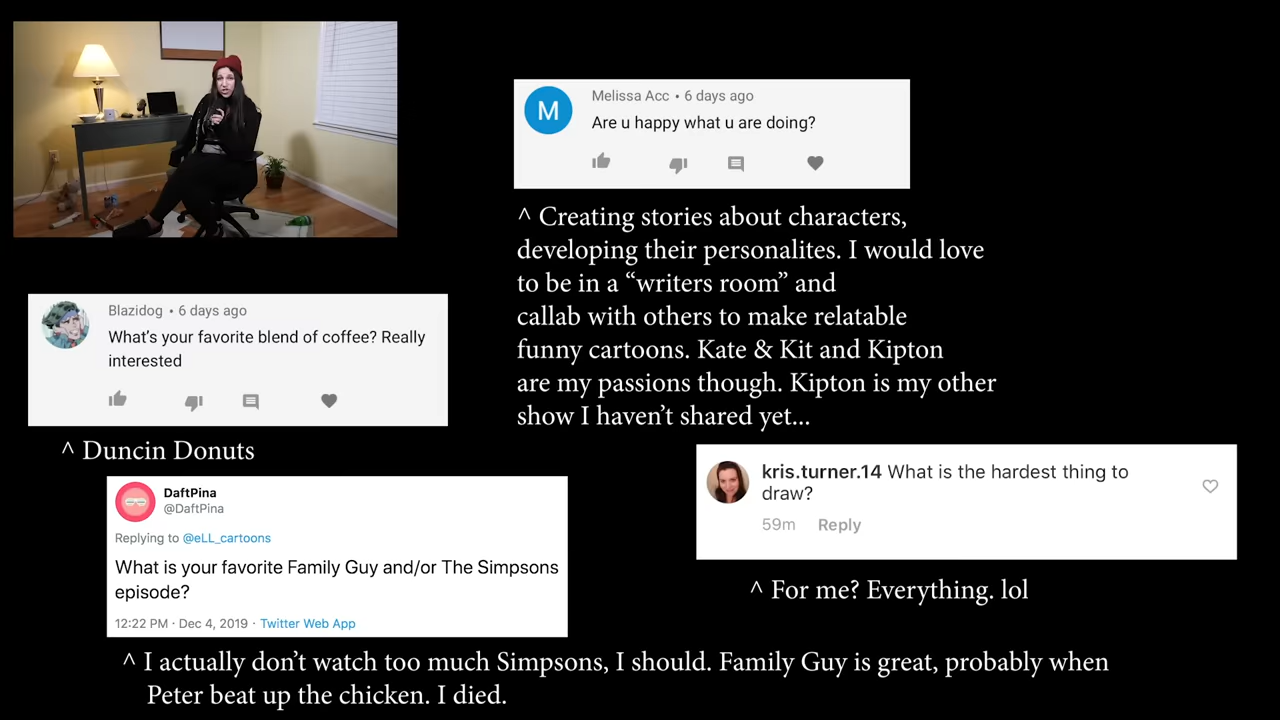 M
Melissa Acc • 6 days ago
Are u happy what u are doing?
^ Creating stories about characters,
developing their personalites. I would love
to be in a “writers room” and
callab with others to make relatable
funny cartoons. Kate & Kit and Kipton
are my passions though. Kipton is my other
show I haven’t shared yet...
Blazidog • 6 days ago
What’s your favorite blend of coffee? Really
interested
^ Duncin Donuts
DaftPina
@DaftPina
Replying to @eLL_cartoons
What is your favorite Family Guy and/or The Simpsons
episode?
12:22 PM · Dec 4, 2019 · Twitter Web App
^ I actually don’t watch too much Simpsons, I should. Family Guy is great, probably when
Peter beat up the chicken. I died.
kris.turner.14 What is the hardest thing to
draw?
59m Reply
^ For me? Everything. lol